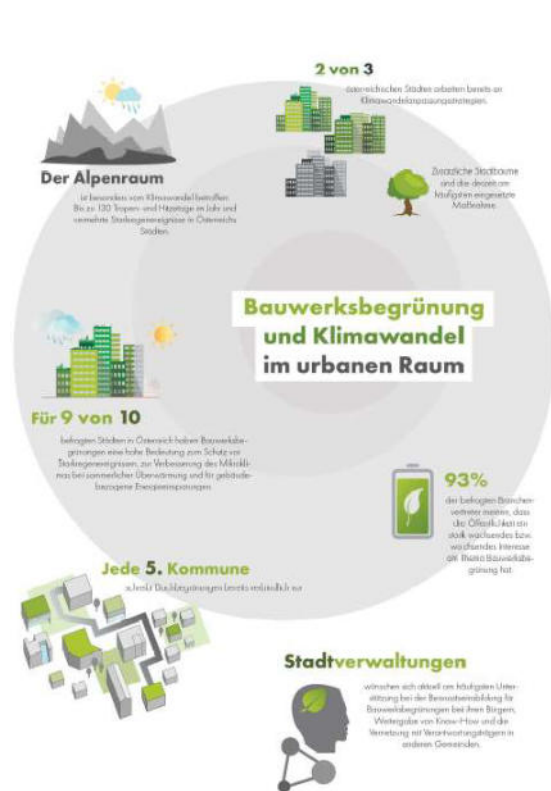 2 von 3
österreichischen Städten arbeiten bereits an
Klimawandelanpassungsstrategien.
Der Alpenraum
ist besonders vom Klimawandel betroffen:
Bis zu 130 Tropen- und Hitzetage im Jahr und
vermehrte Starkregenereignisse in Österreichs
Städten.
Zusätzliche Stadtbäume
sind die derzeit am
häufigsten eingesetzte
Maßnahme.
Bauwerksbegrünung
und Klimawandel
im urbanen Raum
Für 9 von 10
befragten Städten in Österreich haben Bauwerksbe-
grünungen eine hohe Bedeutung zum Schutz vor
Starkregenereignissen, zur Verbesserung des Mikrokli-
mas bei sommerlicher Überwärmung und für gebäude-
bezogene Energieeinsparungen.
93%
der befragten Branchen-
vertreter meinen, dass
die Öffentlichkeit ein
stark wachsendes bzw.
wachsendes Interesse
am Thema Bauwerksbe-
grünung hat.
Jede 5. Kommune
schreibt Dachbegrünungen bereits verbindlich vor
Stadtverwaltungen
wünschen sich aktuell am häufigsten Unter-
stützung bei der Bewusstseinsbildung für
Bauwerksbegrünungen bei ihren Bürgern,
Weitergabe von Know-How und die
Vernetzung mit Verantwortungsträgern in
anderen Gemeinden.